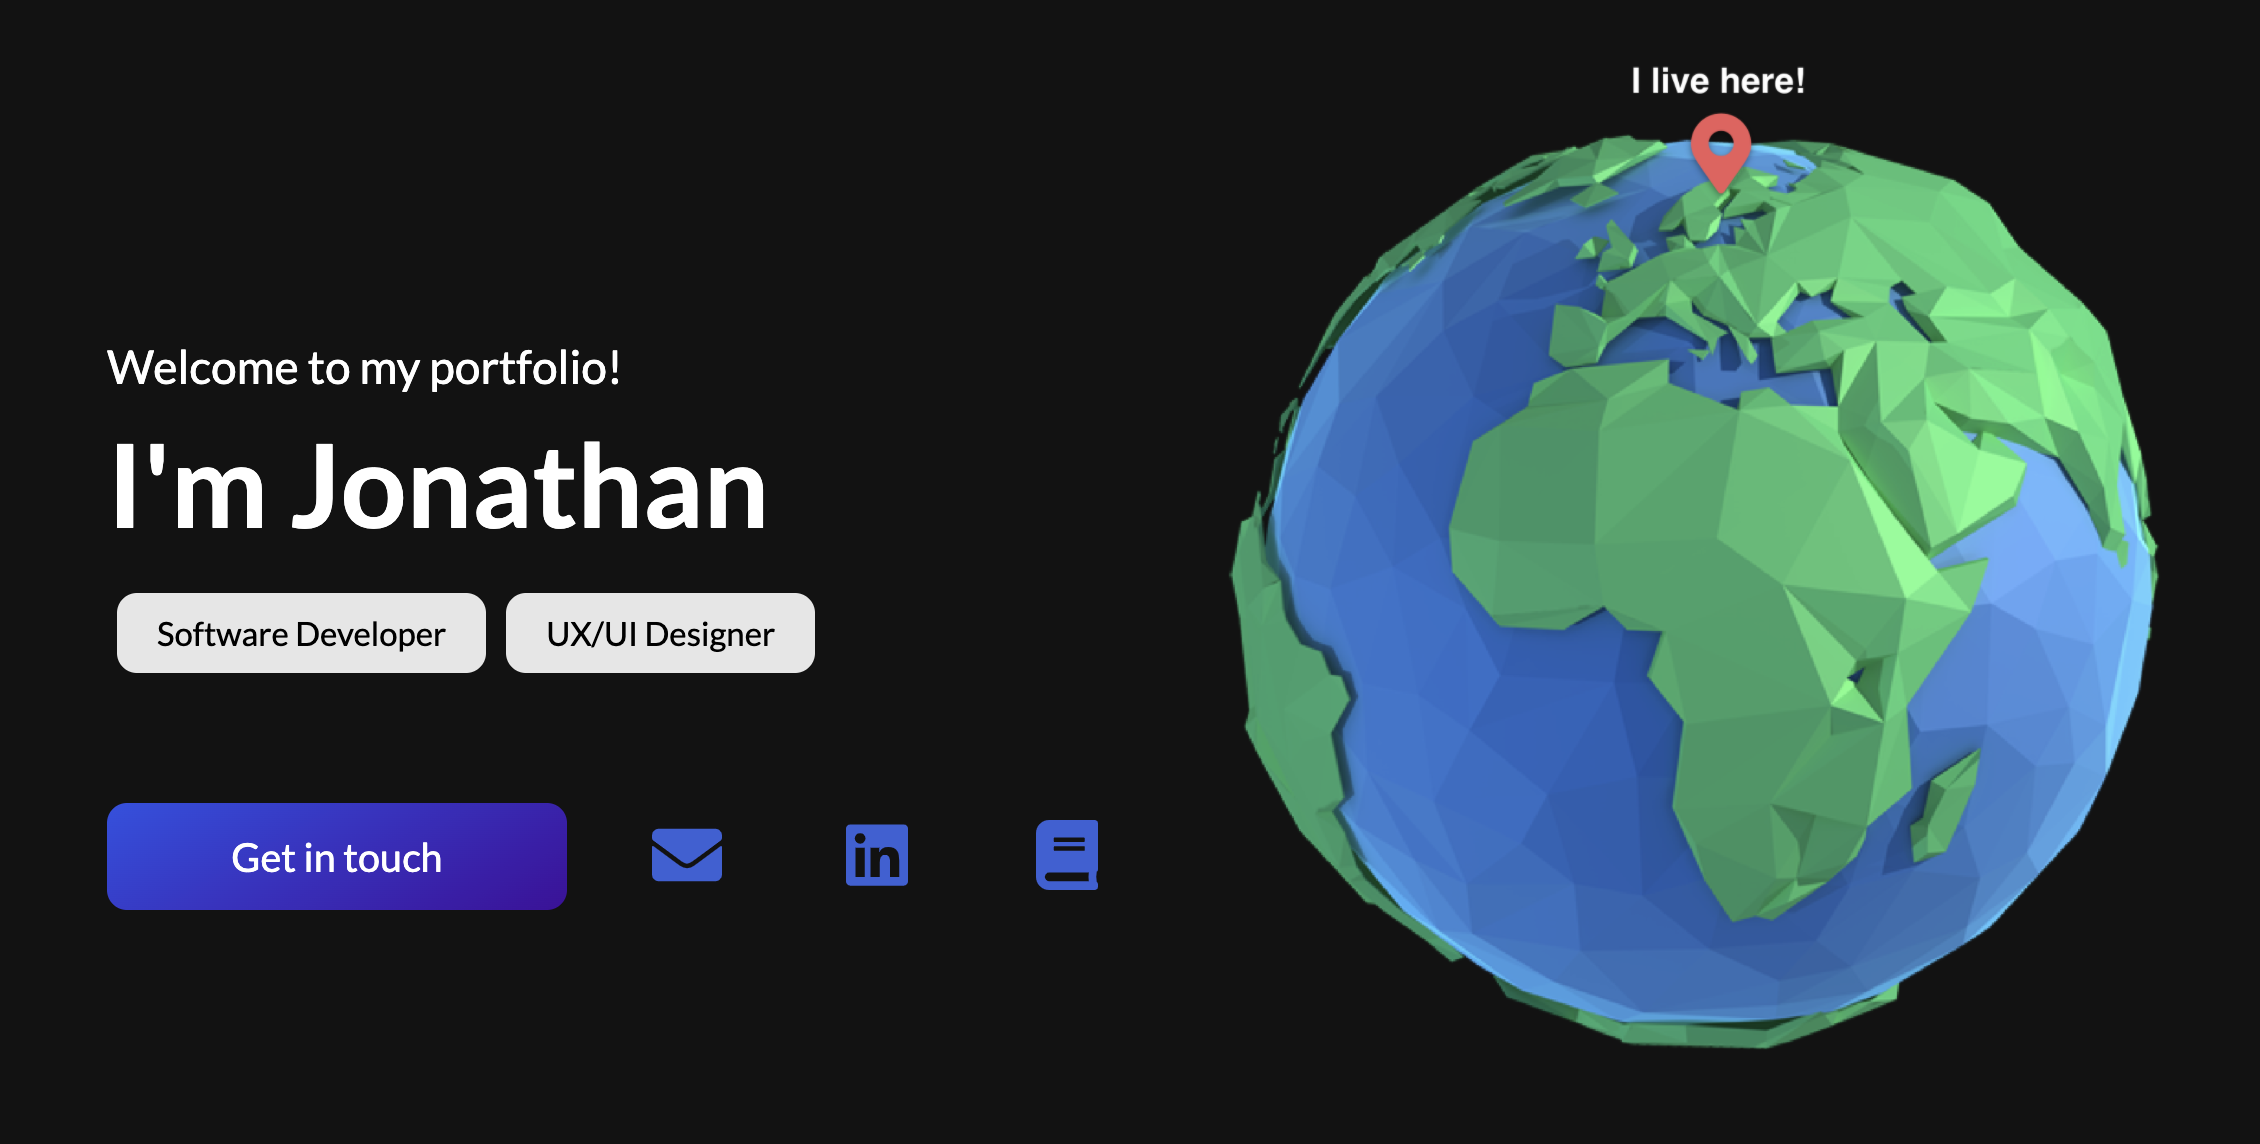 I live here!
Welcome to my portfolio!
I'm Jonathan
Software Developer
UX/UI Designer
Get in touch
in